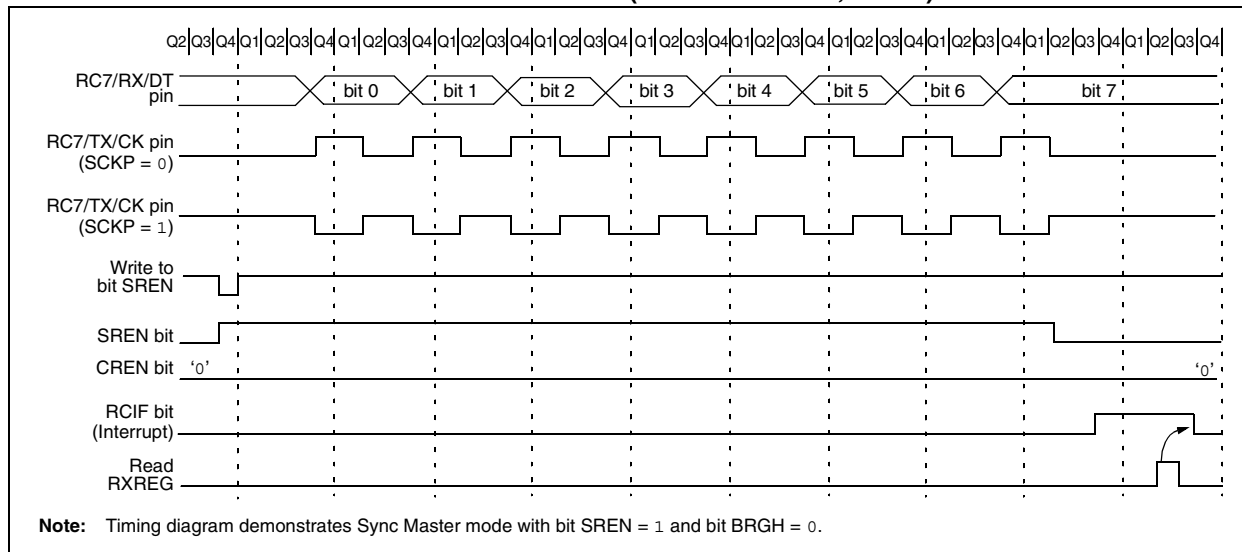 Q2 Q3 Q4 Q1 Q2 Q3 Q4 Q1 Q2 Q3 Q4 Q1 Q2 Q3 Q4 Q1 Q2 Q3 Q4 Q1 Q2 Q3 Q4 Q1 Q2 Q3 Q4 Q1 Q2 Q3 Q4 Q1 Q2 Q3 Q4 Q1 Q2 Q3 Q4 Q1 Q2 Q3 Q4
RC7/RX/DT
pin
bit 0 bit 1 bit 2 bit 3 bit 4 bit 5 bit 6 bit 7
RC7/TX/CK pin
(SCKP = 0)
RC7/TX/CK pin
(SCKP = 1)
Write to
bit SREN
SREN bit
CREN bit '0' '0'
RCIF bit
(Interrupt)
Read
RXREG
Note: Timing diagram demonstrates Sync Master mode with bit SREN = 1 and bit BRGH = 0.